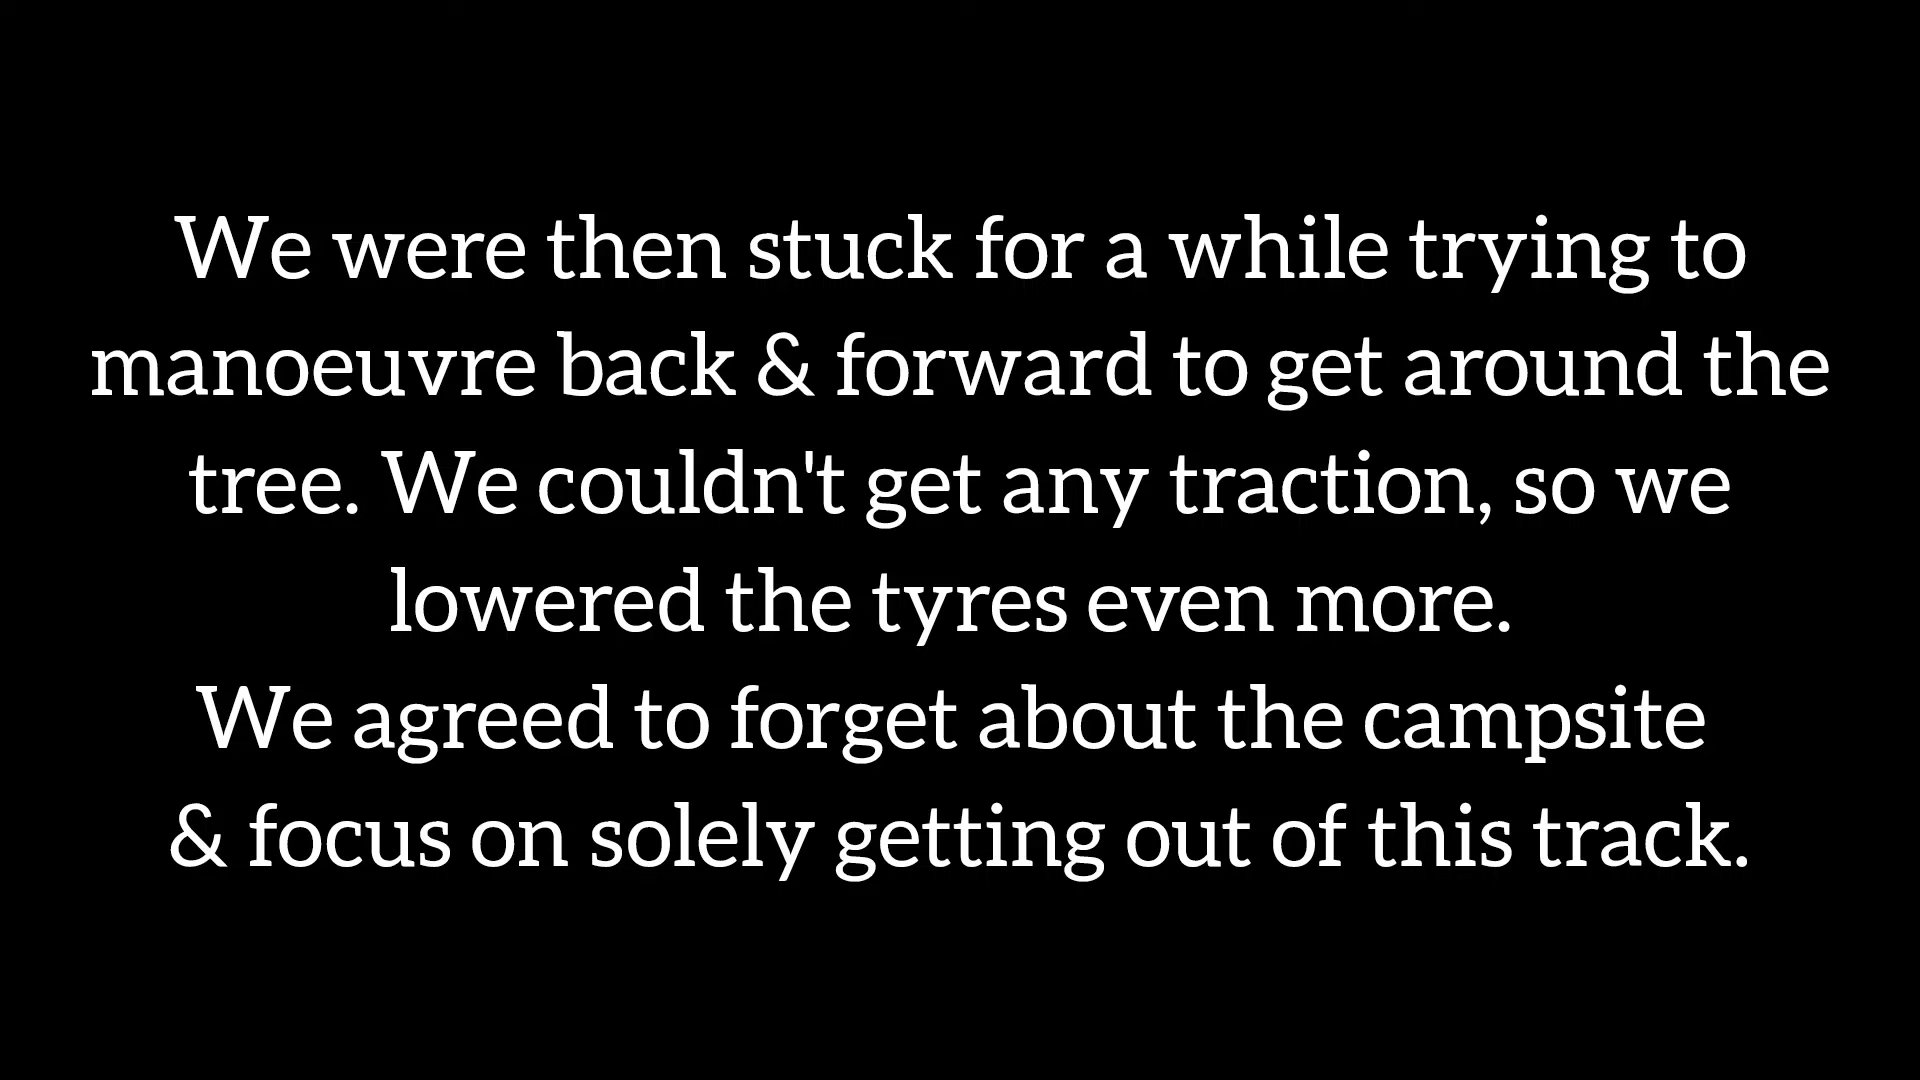 We were then stuck for a while trying to
manoeuvre back & forward to get around the
tree. We couldn't get any traction, so we
lowered the tyres even more.
We agreed to forget about the campsite
& focus on solely getting out of this track.